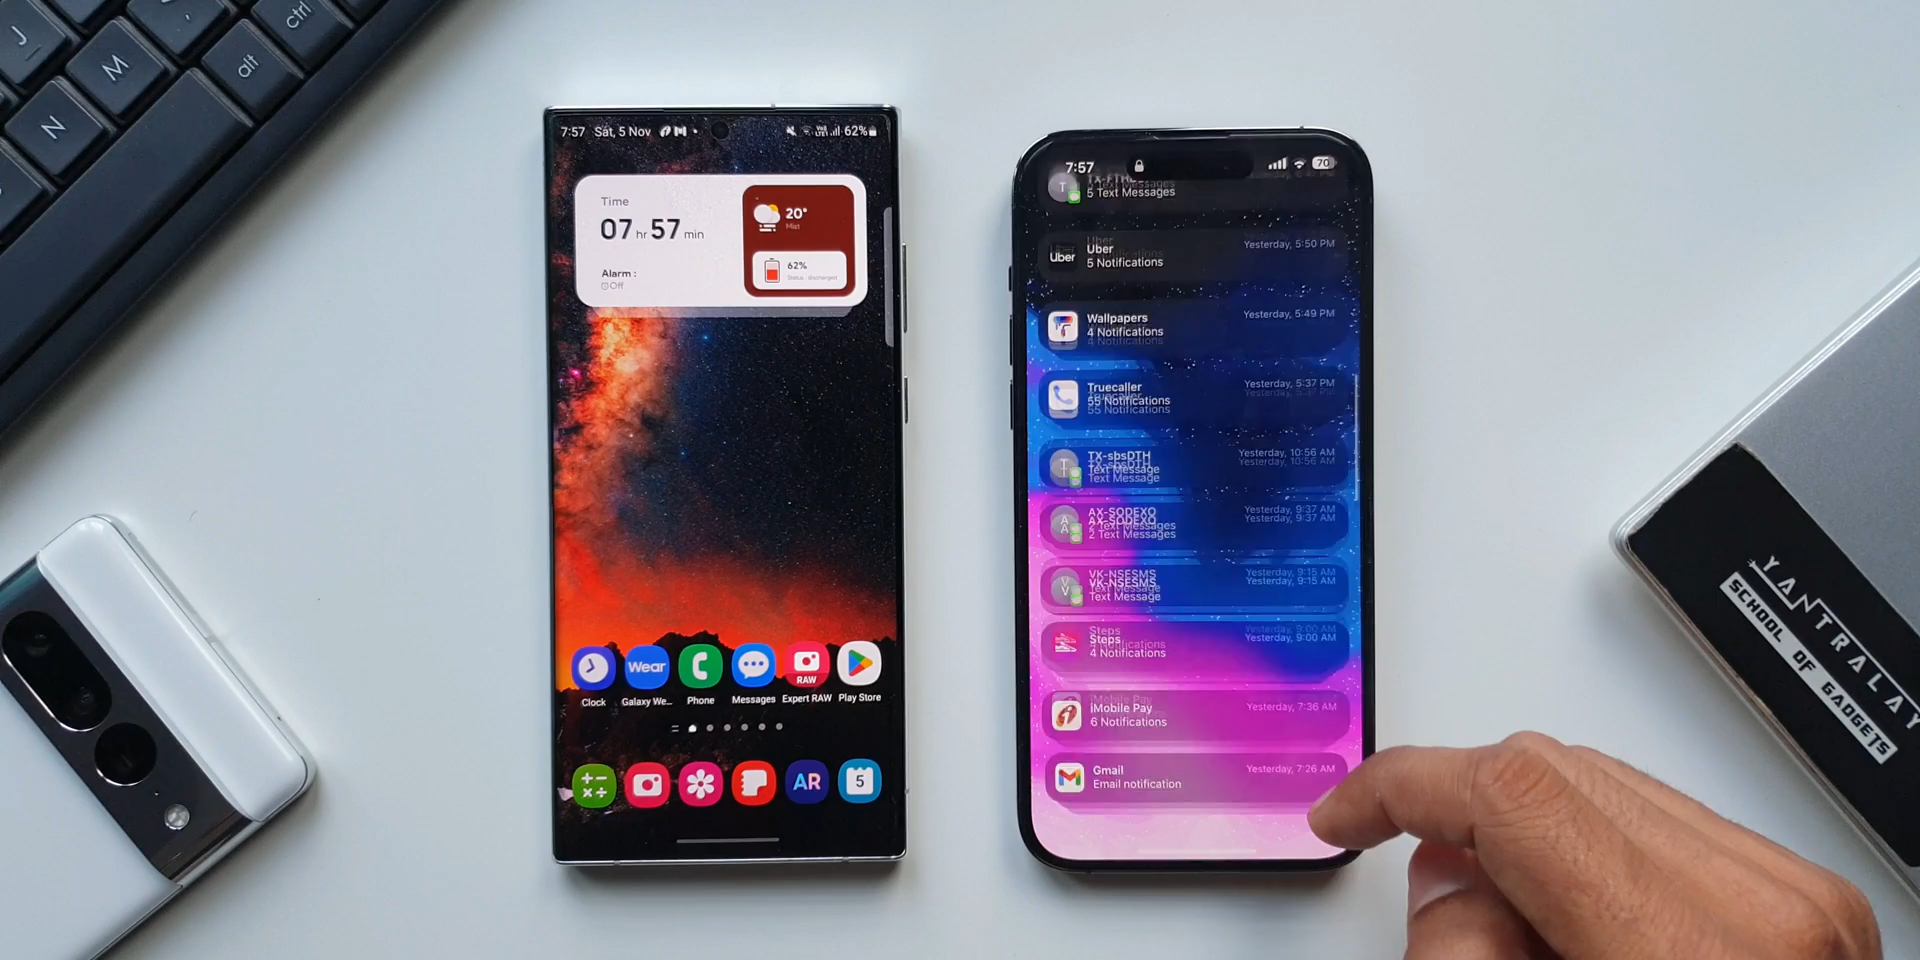 J
N
M
alt
ctrl
7:57 Sat, 5 Nov
62%
Time
07 hr 57 min
Alarm :
Off
20°
Mist
62%
Status : discharged
Wear
RAW
Clock
Galaxy We...
Phone
Messages
Expert RAW
Play Store
AR
5
7:57
70
T
5 Text Messages
Uber
Uber
5 Notifications
Yesterday, 5:50 PM
Wallpapers
4 Notifications
Yesterday, 5:49 PM
Truecaller
55 Notifications
Yesterday, 5:37 PM
T
TX-sbsDTH
Text Message
Yesterday, 10:56 AM
A
AX-SODEXO
2 Text Messages
Yesterday, 9:37 AM
V
VK-NSESMS
Text Message
Yesterday, 9:15 AM
Steps
4 Notifications
Yesterday, 9:00 AM
iMobile Pay
6 Notifications
Yesterday, 7:36 AM
Gmail
Email notification
Yesterday, 7:26 AM
YANTRALAY
SCHOOL OF GADGETS